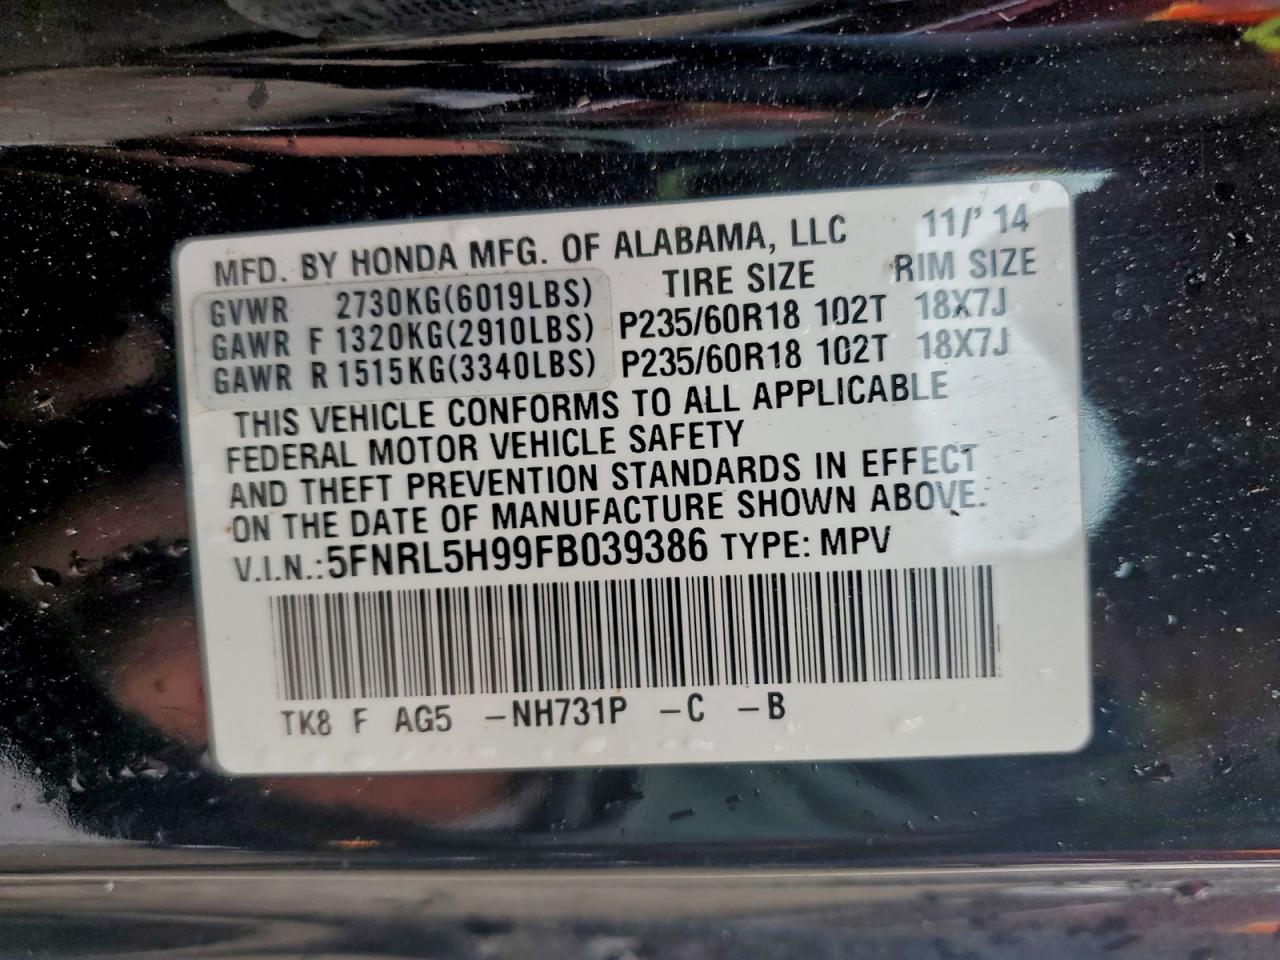 MFD. BY HONDA MFG. OF ALABAMA, LLC 11/' 14
GVWR 2730KG(6019LBS) TIRE SIZE RIM SIZE
GAWR F 1320KG(2910LBS) P235/60R18 102T 18X7J
GAWR R 1515KG(3340LBS) P235/60R18 102T 18X7J
THIS VEHICLE CONFORMS TO ALL APPLICABLE
FEDERAL MOTOR VEHICLE SAFETY
AND THEFT PREVENTION STANDARDS IN EFFECT
ON THE DATE OF MANUFACTURE SHOWN ABOVE.
V.I.N.: 5FNRL5H99FB039386 TYPE: MPV
TK8 F AG5 –NH731P –C –B